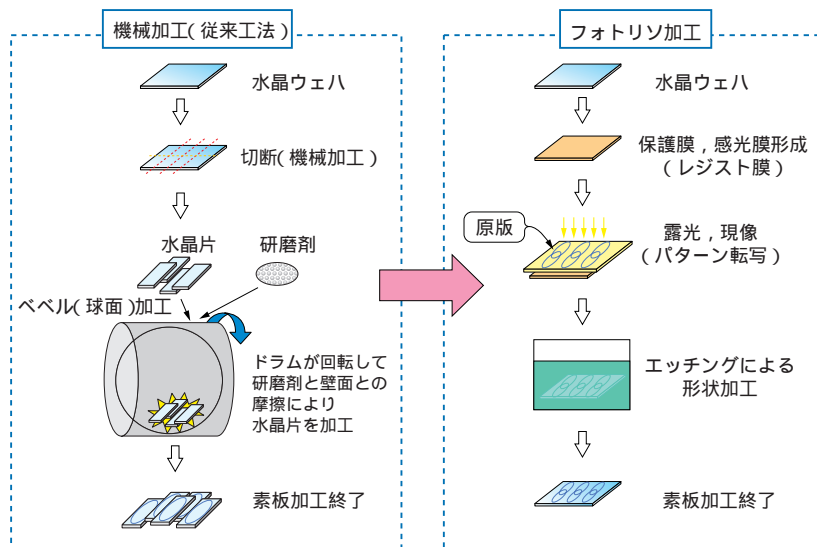 機械加工(従来工法)
水晶ウェハ
切断(機械加工)
水晶片
研磨剤
ベベル(球面)加工
ドラムが回転して
研磨剤と壁面との
摩擦により
水晶片を加工
素板加工終了
フォトリソ加工
水晶ウェハ
保護膜,感光膜形成
(レジスト膜)
原版
露光,現像
(パターン転写)
エッチングによる
形状加工
素板加工終了